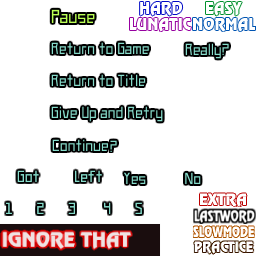 Pause
HARD EASY
LUNATIC NORMAL
Return to Game Really?
Return to Title
Give Up and Retry
Continue?
Got Left Yes No
1 2 3 4 5
EXTRA
LASTWORD
SLOWMODE
PRACTICE
IGNORE THAT